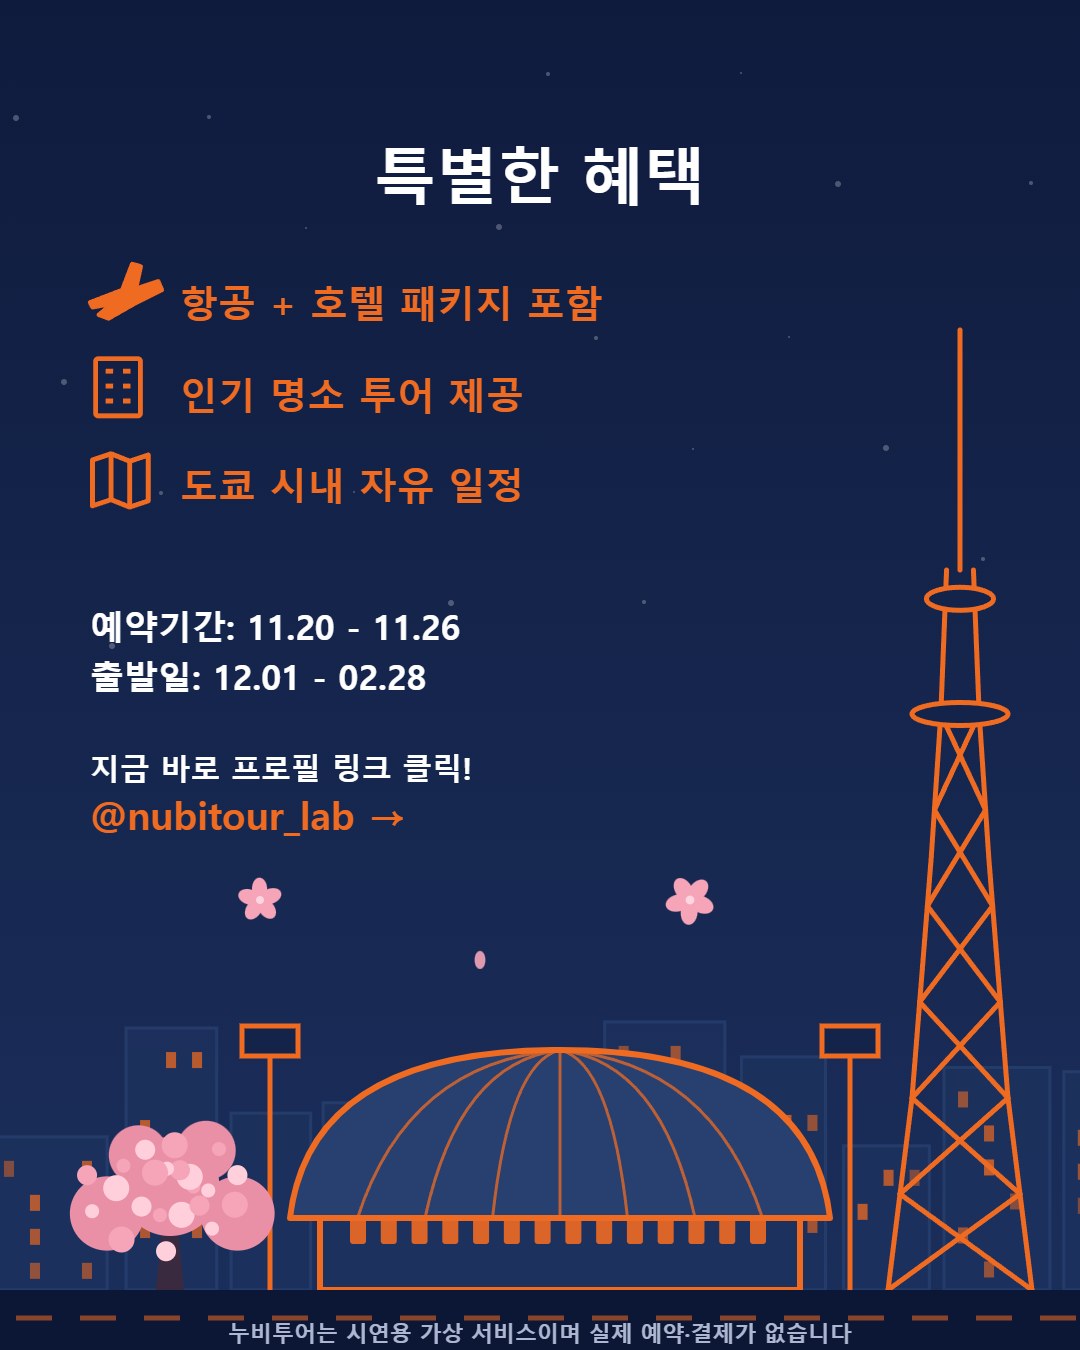 특별한 혜택
항공 + 호텔 패키지 포함
인기 명소 투어 제공
도쿄 시내 자유 일정
예약기간: 11.20 - 11.26
출발일: 12.01 - 02.28
지금 바로 프로필 링크 클릭!
@nubitour_lab →
누비투어는 시연용 가상 서비스이며 실제 예약·결제가 없습니다